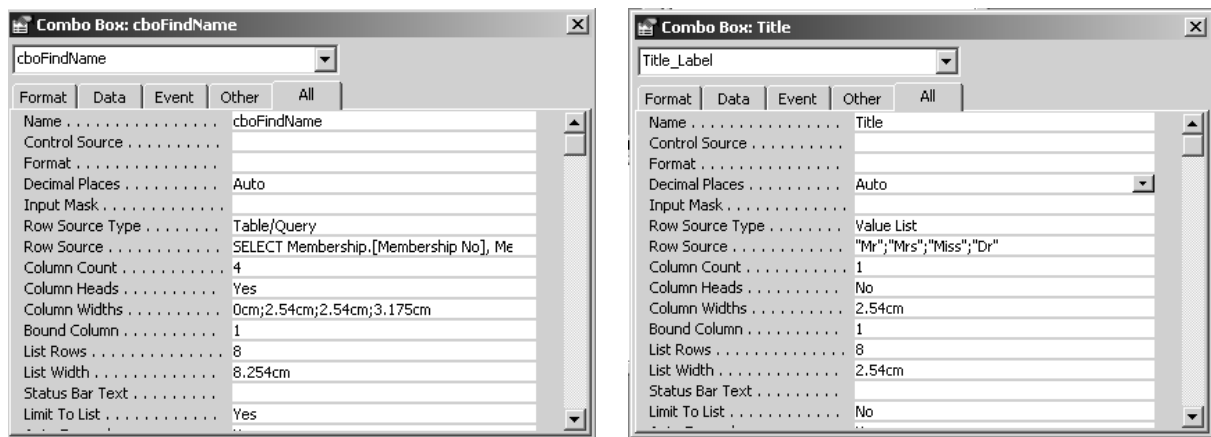 Combo Box: cboFindName
cboFindName
Format Data Event Other All
Name . . . . . . . . . . . . . . . . cboFindName
Control Source . . . . . . . . . .
Format . . . . . . . . . . . . . . .
Decimal Places . . . . . . . . . . Auto
Input Mask . . . . . . . . . . . . .
Row Source Type . . . . . . . . Table/Query
Row Source . . . . . . . . . . . . SELECT Membership.[Membership No], Me
Column Count . . . . . . . . . . . 4
Column Heads . . . . . . . . . . Yes
Column Widths . . . . . . . . . . 0cm;2.54cm;2.54cm;3.175cm
Bound Column . . . . . . . . . . 1
List Rows . . . . . . . . . . . . . . 8
List Width . . . . . . . . . . . . . 8.254cm
Status Bar Text . . . . . . . . .
Limit To List . . . . . . . . . . . . Yes
Combo Box: Title
Title_Label
Format Data Event Other All
Name . . . . . . . . . . . . . . . . Title
Control Source . . . . . . . . . .
Format . . . . . . . . . . . . . . .
Decimal Places . . . . . . . . . . Auto
Input Mask . . . . . . . . . . . . .
Row Source Type . . . . . . . . Value List
Row Source . . . . . . . . . . . . "Mr";"Mrs";"Miss";"Dr"
Column Count . . . . . . . . . . . 1
Column Heads . . . . . . . . . . No
Column Widths . . . . . . . . . . 2.54cm
Bound Column . . . . . . . . . . 1
List Rows . . . . . . . . . . . . . . 8
List Width . . . . . . . . . . . . . 2.54cm
Status Bar Text . . . . . . . . .
Limit To List . . . . . . . . . . . . No